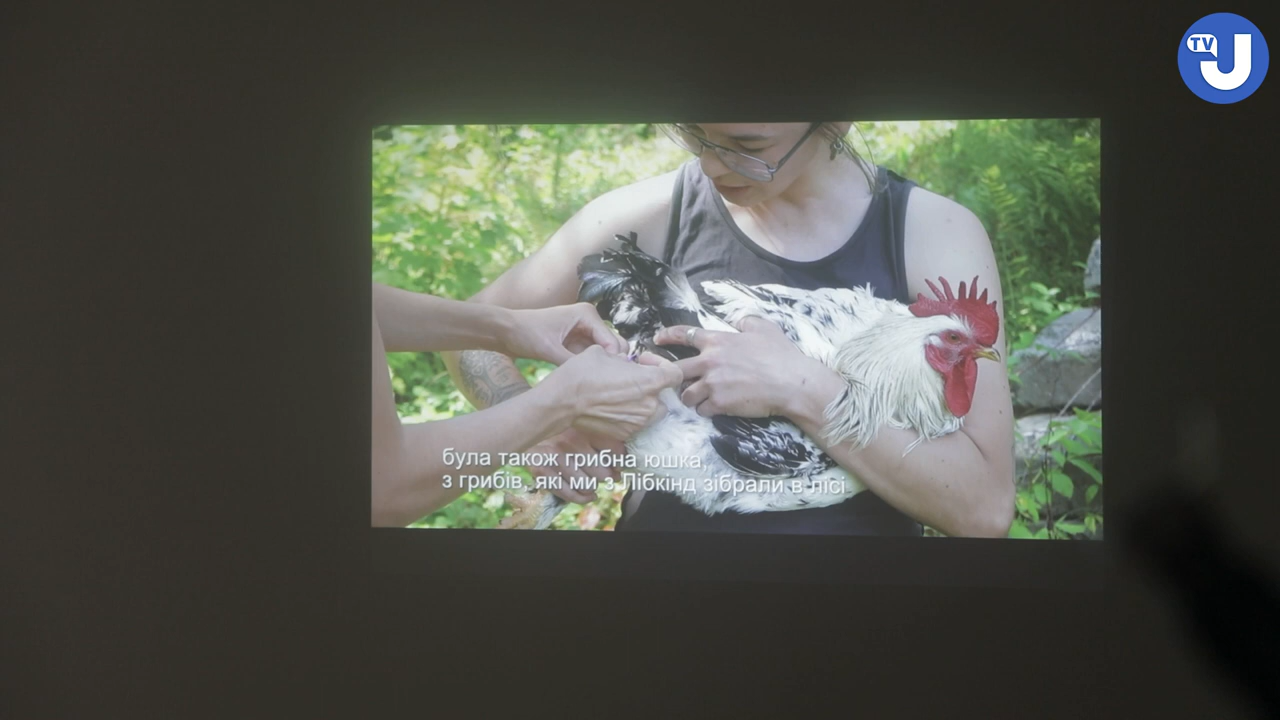 TV J
була також грибна юшка,
з грибів, які ми з Лібкінд зібрали в лісі